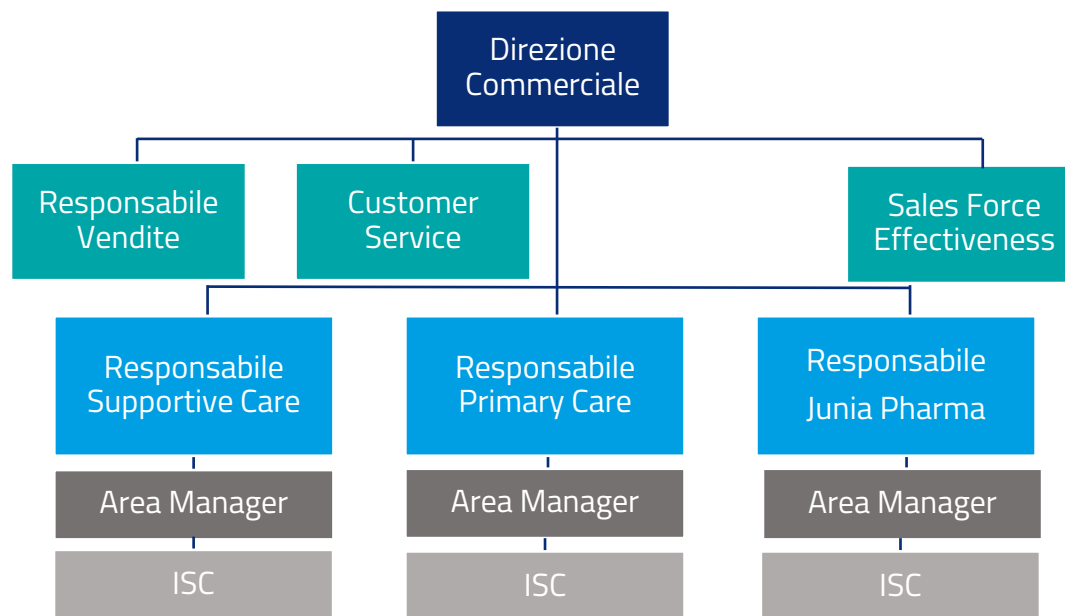 Direzione
Commerciale
Responsabile
Vendite
Customer
Service
Sales Force
Effectiveness
Responsabile
Supportive Care
Responsabile
Primary Care
Responsabile
Junia Pharma
Area Manager
Area Manager
Area Manager
ISC
ISC
ISC